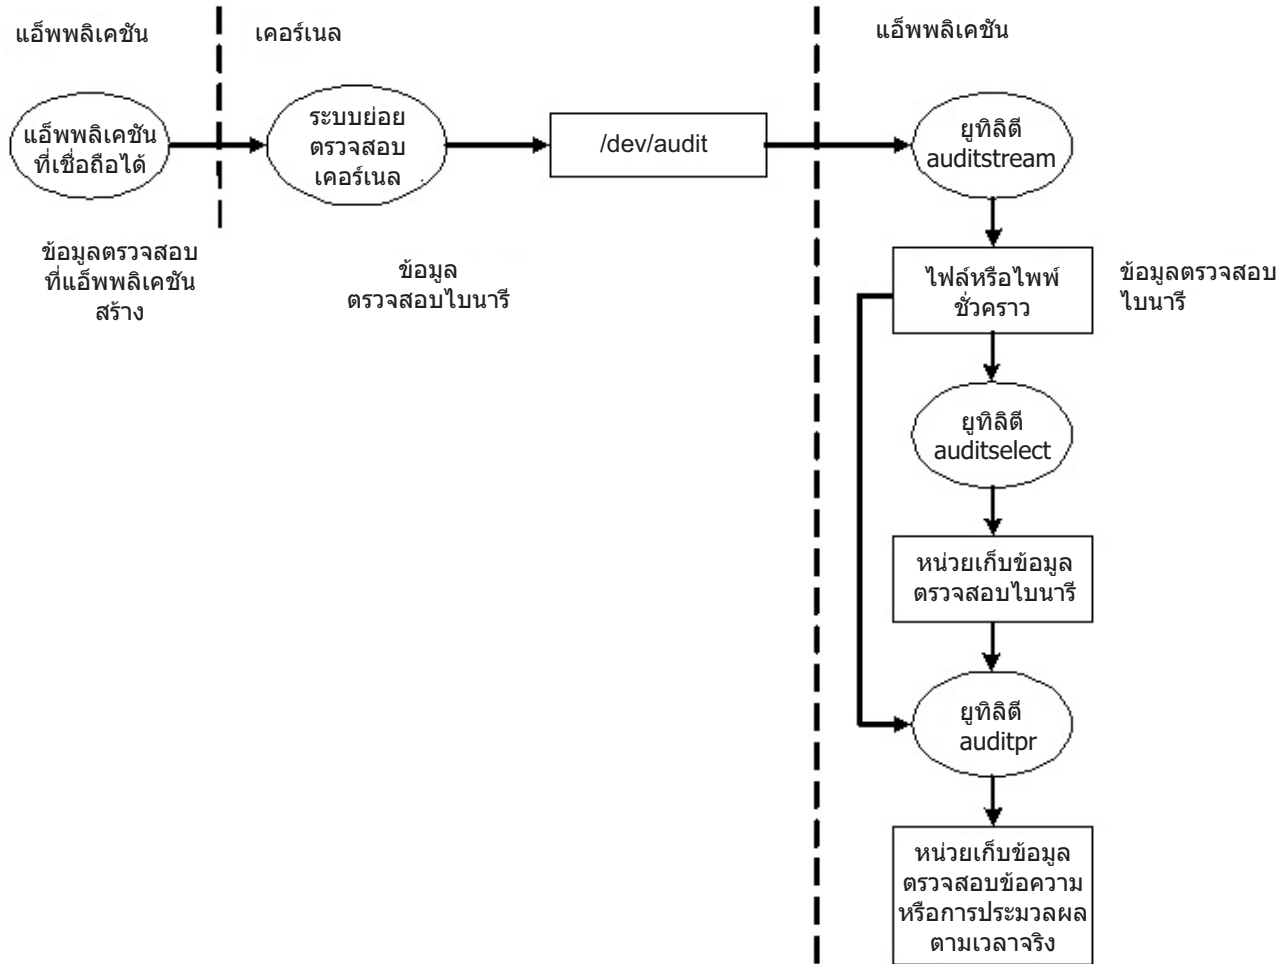 แอ็พพลิเคชัน
เคอร์เนล
แอ็พพลิเคชัน
แอ็พพลิเคชัน
ที่เชื่อถือได้
ระบบย่อย
ตรวจสอบ
เคอร์เนล
/dev/audit
ยูทิลิตี
auditstream
ข้อมูลตรวจสอบ
ที่แอ็พพลิเคชัน
สร้าง
ข้อมูล
ตรวจสอบไบนารี
ไฟล์หรือไพพ์
ชั่วคราว
ข้อมูลตรวจสอบ
ไบนารี
ยูทิลิตี
auditselect
หน่วยเก็บข้อมูล
ตรวจสอบไบนารี
ยูทิลิตี
auditpr
หน่วยเก็บข้อมูล
ตรวจสอบข้อความ
หรือการประมวลผล
ตามเวลาจริง